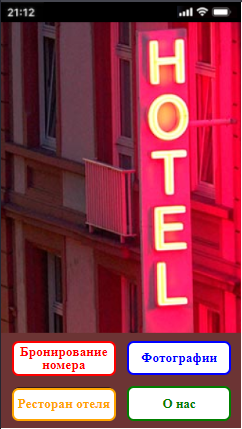 21:12
HOTEL
Бронирование
номера
Фотографии
Ресторан отеля
О нас